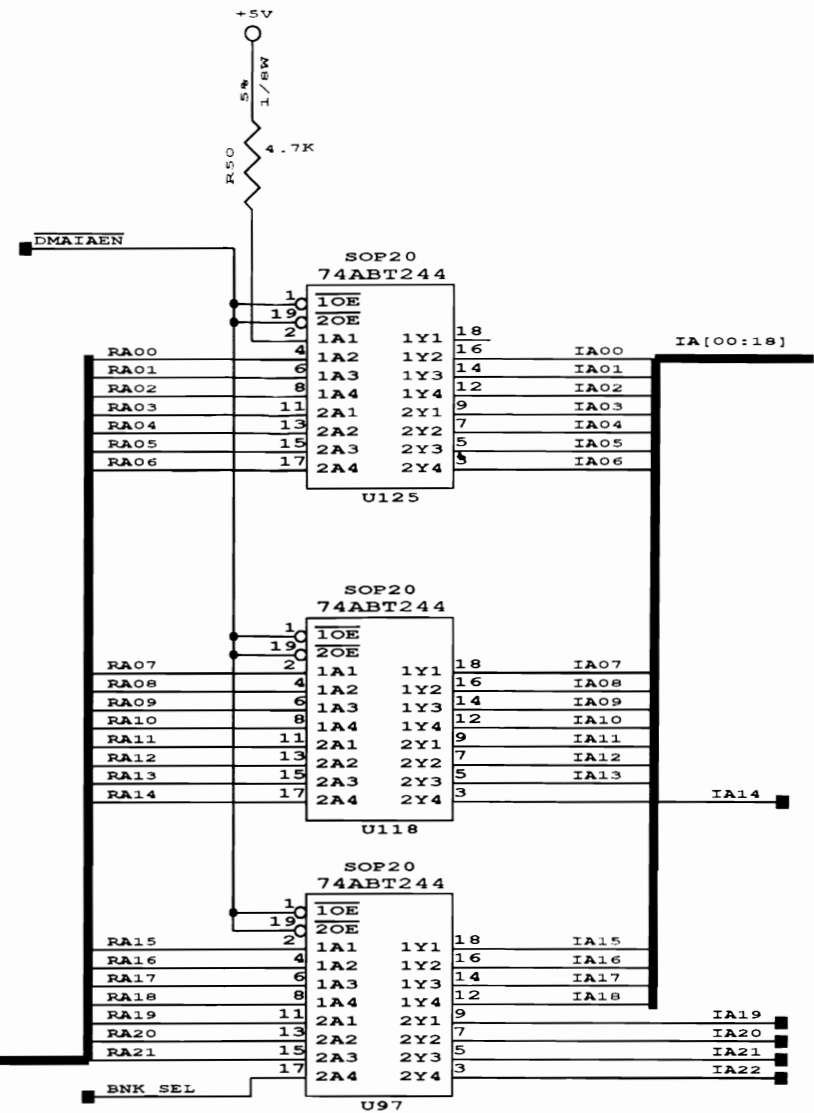 +5V
5%
1/8W
R50
4.7K
DMAIAEN
SOP20
74ABT244
1 1OE
19 2OE
2 1A1 1Y1 18
IA[00:18]
RA00 4 1A2 1Y2 16 IA00
RA01 6 1A3 1Y3 14 IA01
RA02 8 1A4 1Y4 12 IA02
RA03 11 2A1 2Y1 9 IA03
RA04 13 2A2 2Y2 7 IA04
RA05 15 2A3 2Y3 5 IA05
RA06 17 2A4 2Y4 3 IA06
U125
SOP20
74ABT244
1 1OE
19 2OE
RA07 2 1A1 1Y1 18 IA07
RA08 4 1A2 1Y2 16 IA08
RA09 6 1A3 1Y3 14 IA09
RA10 8 1A4 1Y4 12 IA10
RA11 11 2A1 2Y1 9 IA11
RA12 13 2A2 2Y2 7 IA12
RA13 15 2A3 2Y3 5 IA13
RA14 17 2A4 2Y4 3 IA14
U118
SOP20
74ABT244
1 1OE
19 2OE
RA15 2 1A1 1Y1 18 IA15
RA16 4 1A2 1Y2 16 IA16
RA17 6 1A3 1Y3 14 IA17
RA18 8 1A4 1Y4 12 IA18
RA19 11 2A1 2Y1 9 IA19
RA20 13 2A2 2Y2 7 IA20
RA21 15 2A3 2Y3 5 IA21
BNK_SEL 17 2A4 2Y4 3 IA22
U97